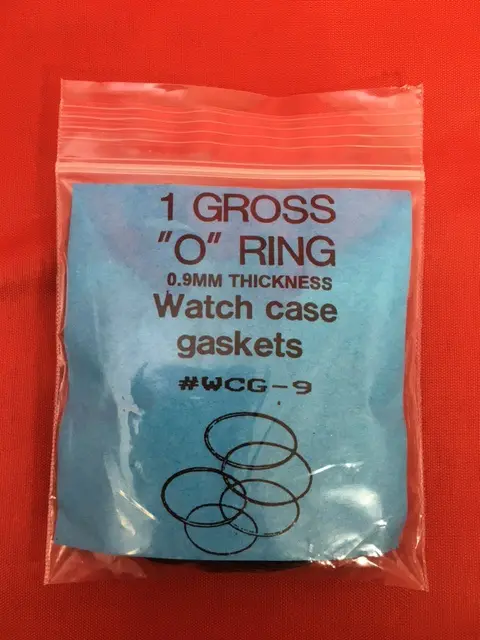 1 GROSS
"O" RING
0.9MM THICKNESS
Watch case
gaskets
#WCG-9